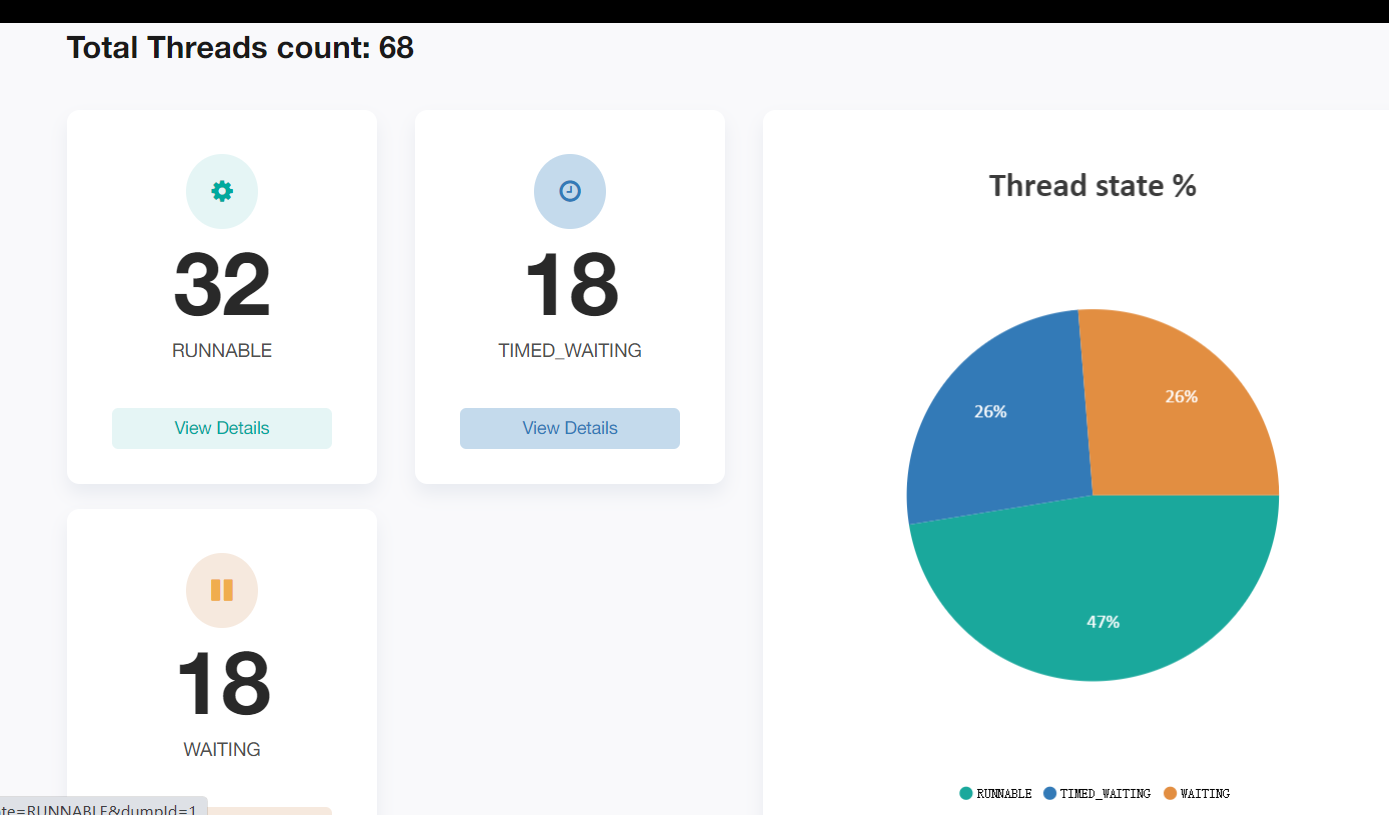 Total Threads count: 68
32
RUNNABLE
View Details
18
TIMED_WAITING
View Details
18
WAITING
Thread state %
26%
26%
47%
RUNNABLE TIMED_WAITING WAITING
te=RUNNABLE&dumpId=1